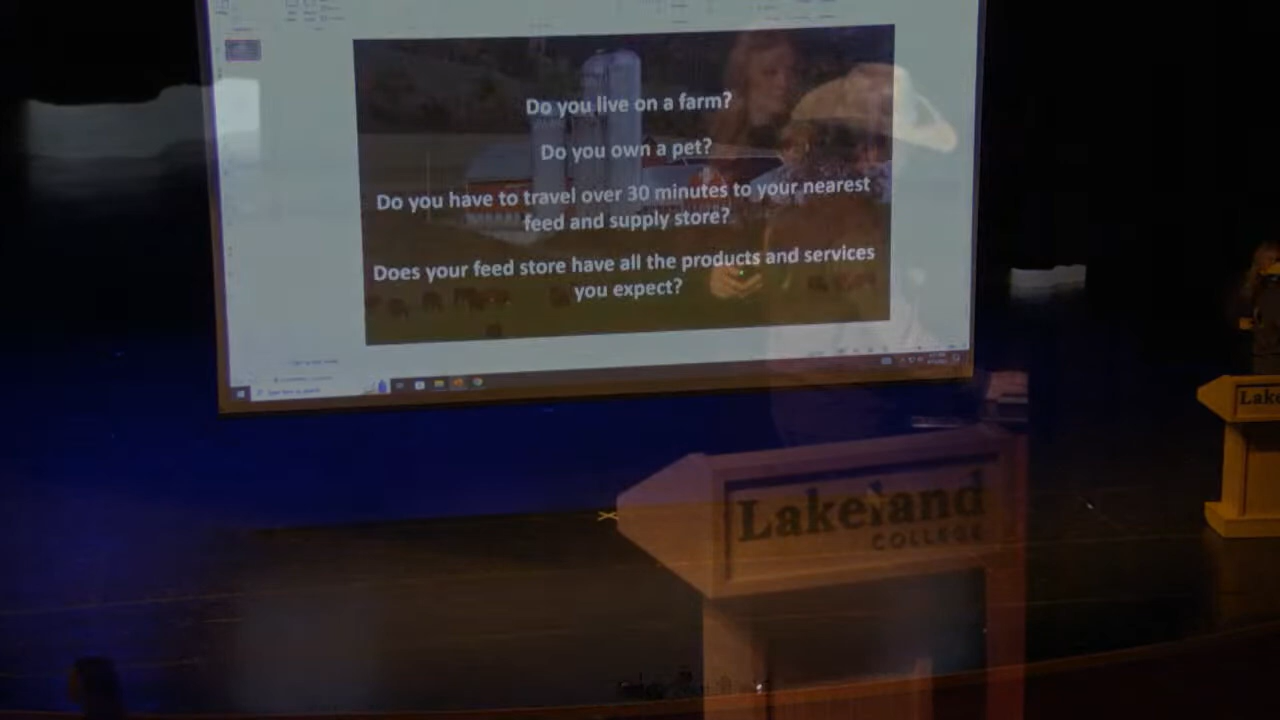 Do you live on a farm?
Do you own a pet?
Do you have to travel over 30 minutes to your nearest
feed and supply store?
Does your feed store have all the products and services
you expect?
Lake
Lakeland
COLLEGE